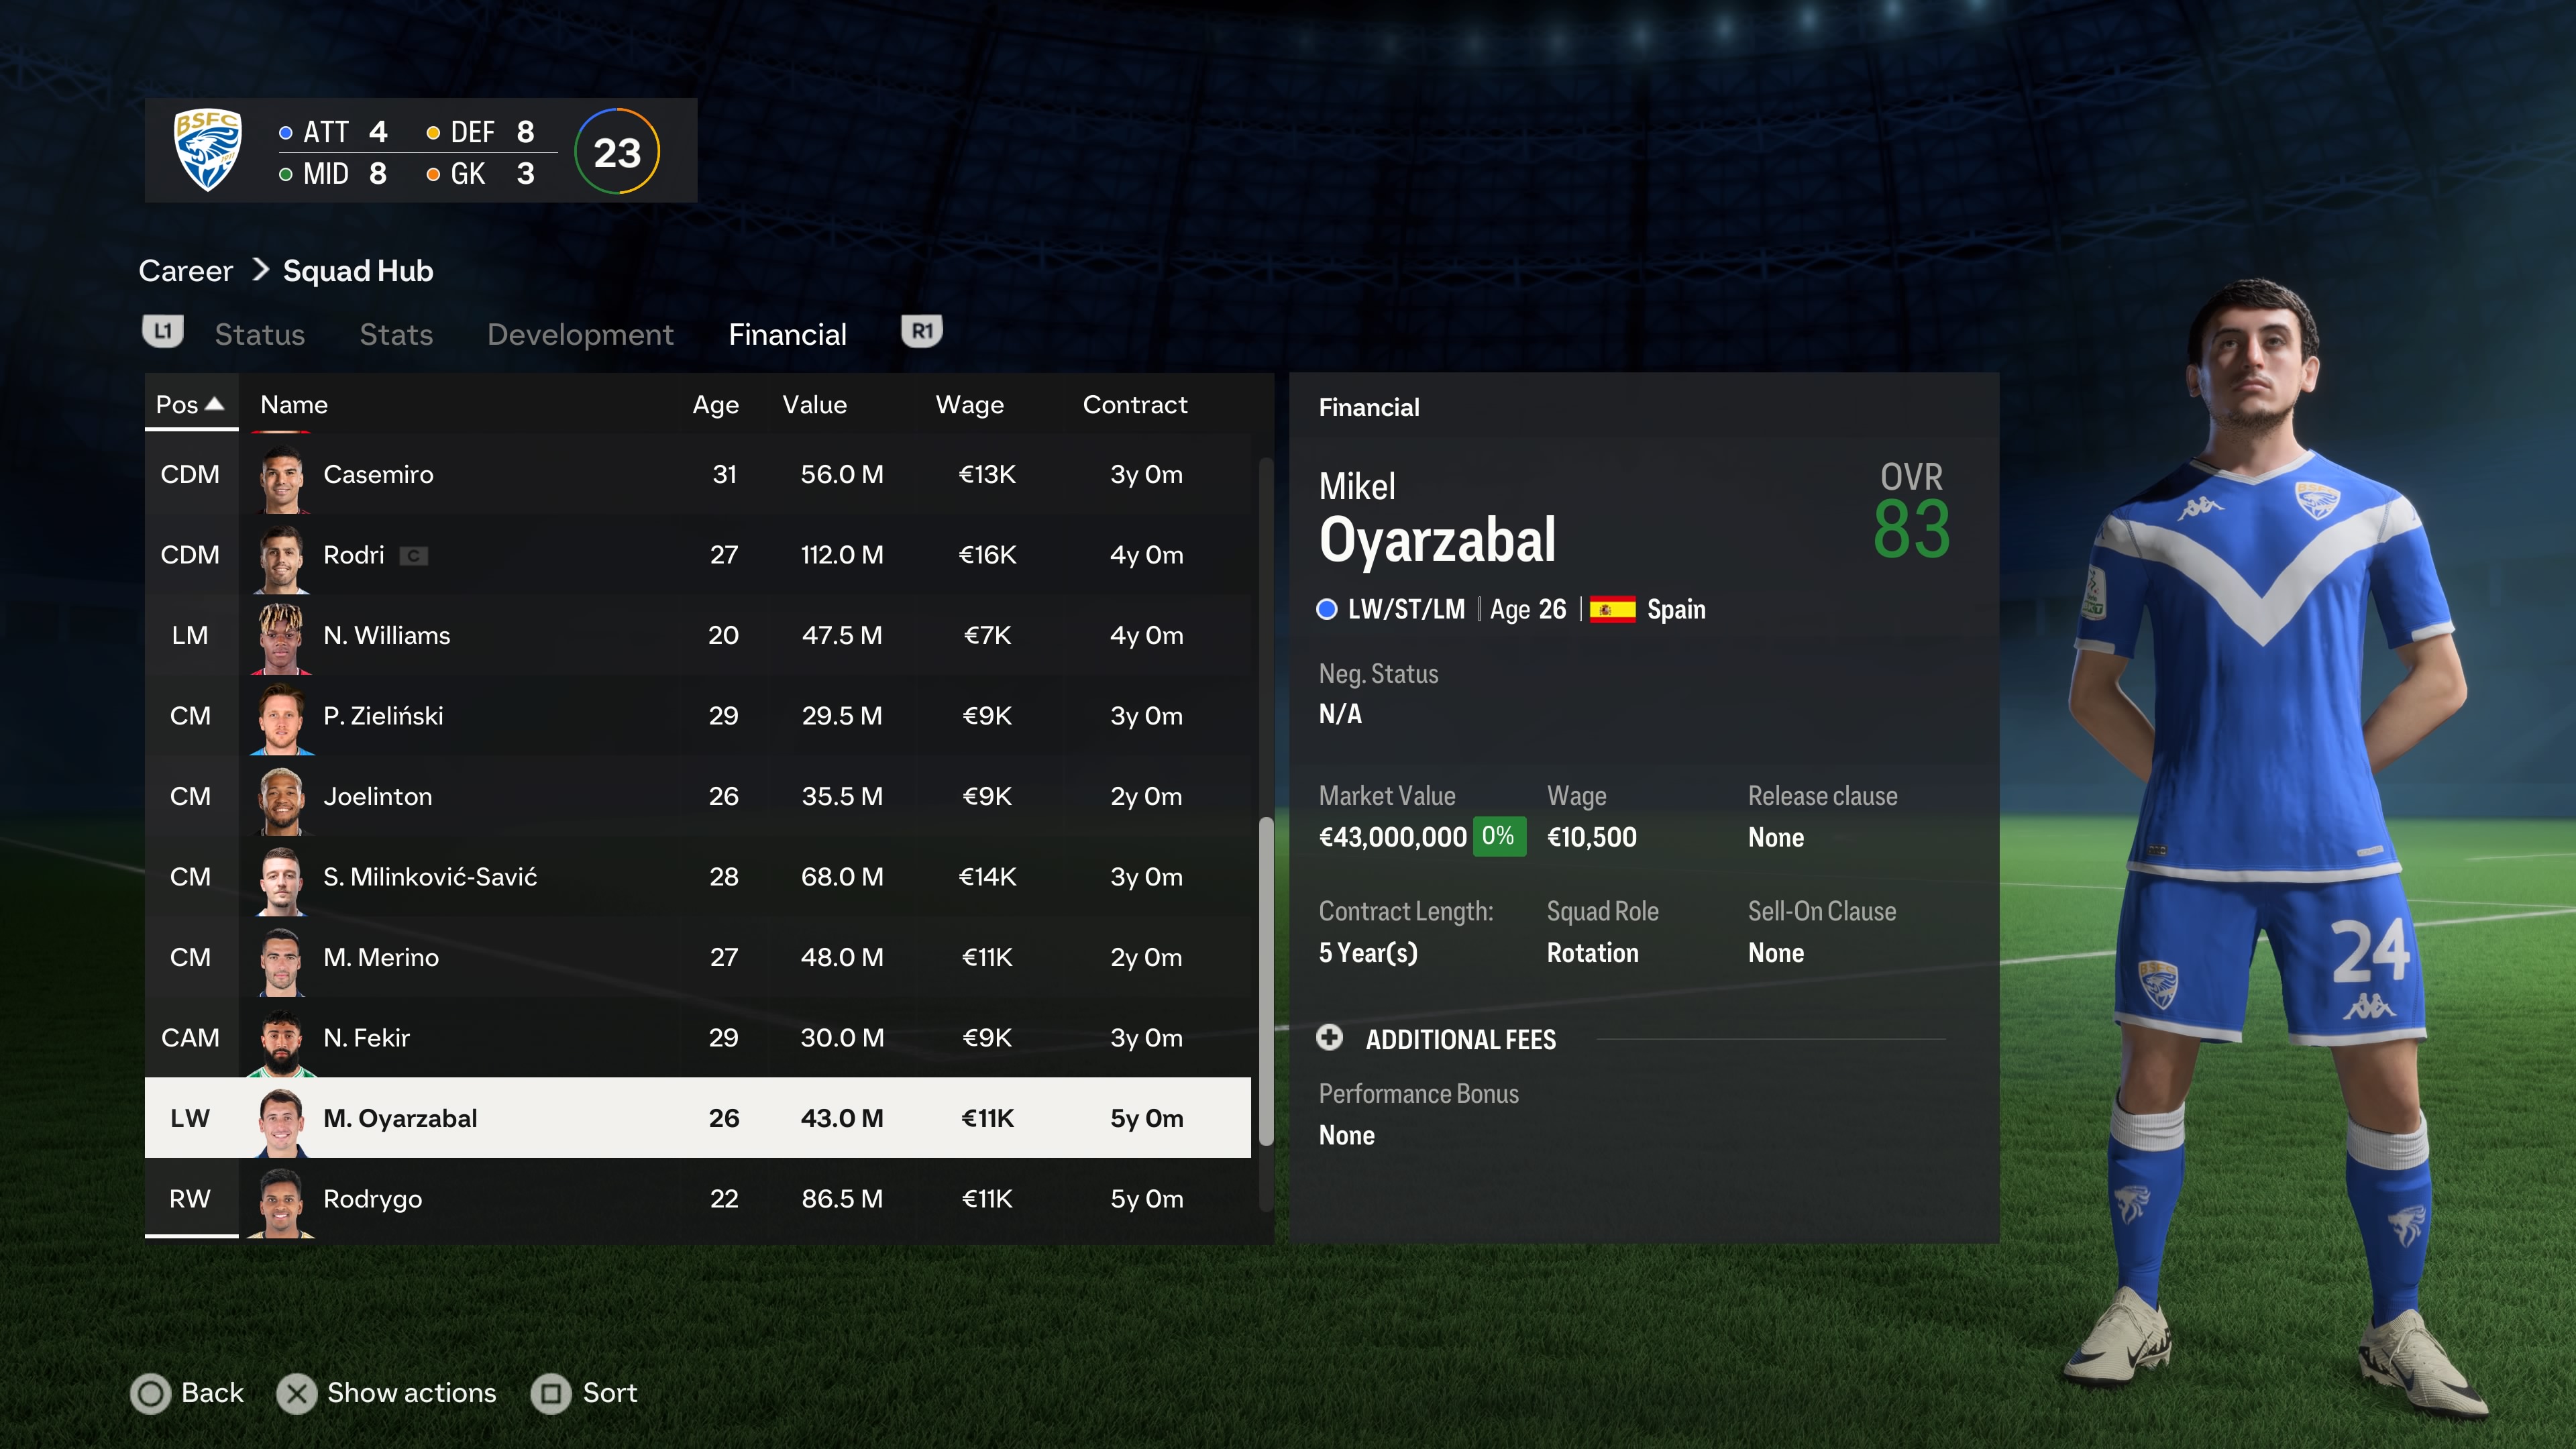 BSFC
ATT 4 DEF 8
MID 8 GK 3
23
Career > Squad Hub
L1 Status Stats Development Financial R1
Pos Name Age Value Wage Contract
CDM Casemiro 31 56.0 M €13K 3y 0m
CDM Rodri C 27 112.0 M €16K 4y 0m
LM N. Williams 20 47.5 M €7K 4y 0m
CM P. Zieliński 29 29.5 M €9K 3y 0m
CM Joelinton 26 35.5 M €9K 2y 0m
CM S. Milinković-Savić 28 68.0 M €14K 3y 0m
CM M. Merino 27 48.0 M €11K 2y 0m
CAM N. Fekir 29 30.0 M €9K 3y 0m
LW M. Oyarzabal 26 43.0 M €11K 5y 0m
RW Rodrygo 22 86.5 M €11K 5y 0m
Financial
Mikel
Oyarzabal
OVR
83
LW/ST/LM | Age 26 | Spain
Neg. Status
N/A
Market Value Wage Release clause
€43,000,000 0% €10,500 None
Contract Length: Squad Role Sell-On Clause
5 Year(s) Rotation None
ADDITIONAL FEES
Performance Bonus
None
BSFC
BSFC
24
Back Show actions Sort